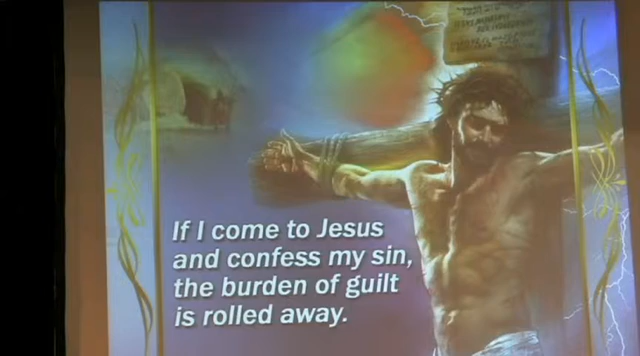 If I come to Jesus
and confess my sin,
the burden of guilt
is rolled away.